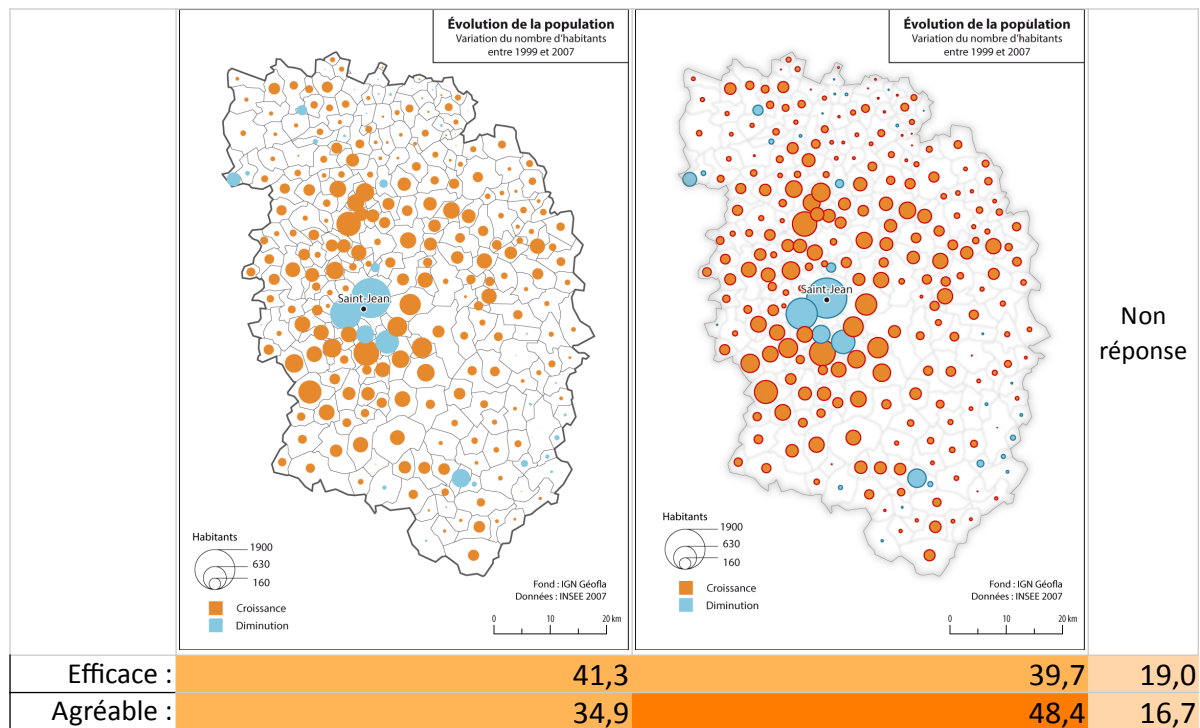 Évolution de la population
Variation du nombre d'habitants
entre 1999 et 2007
Saint-Jean
Habitants
1900
630
160
Croissance
Diminution
Fond : IGN Géofla
Données : INSEE 2007
0 10 20 km
Évolution de la population
Variation du nombre d'habitants
entre 1999 et 2007
Saint-Jean
Habitants
1900
630
160
Croissance
Diminution
Fond : IGN Géofla
Données : INSEE 2007
0 10 20 km
Non
réponse
Efficace : 41,3 39,7 19,0
Agréable : 34,9 48,4 16,7